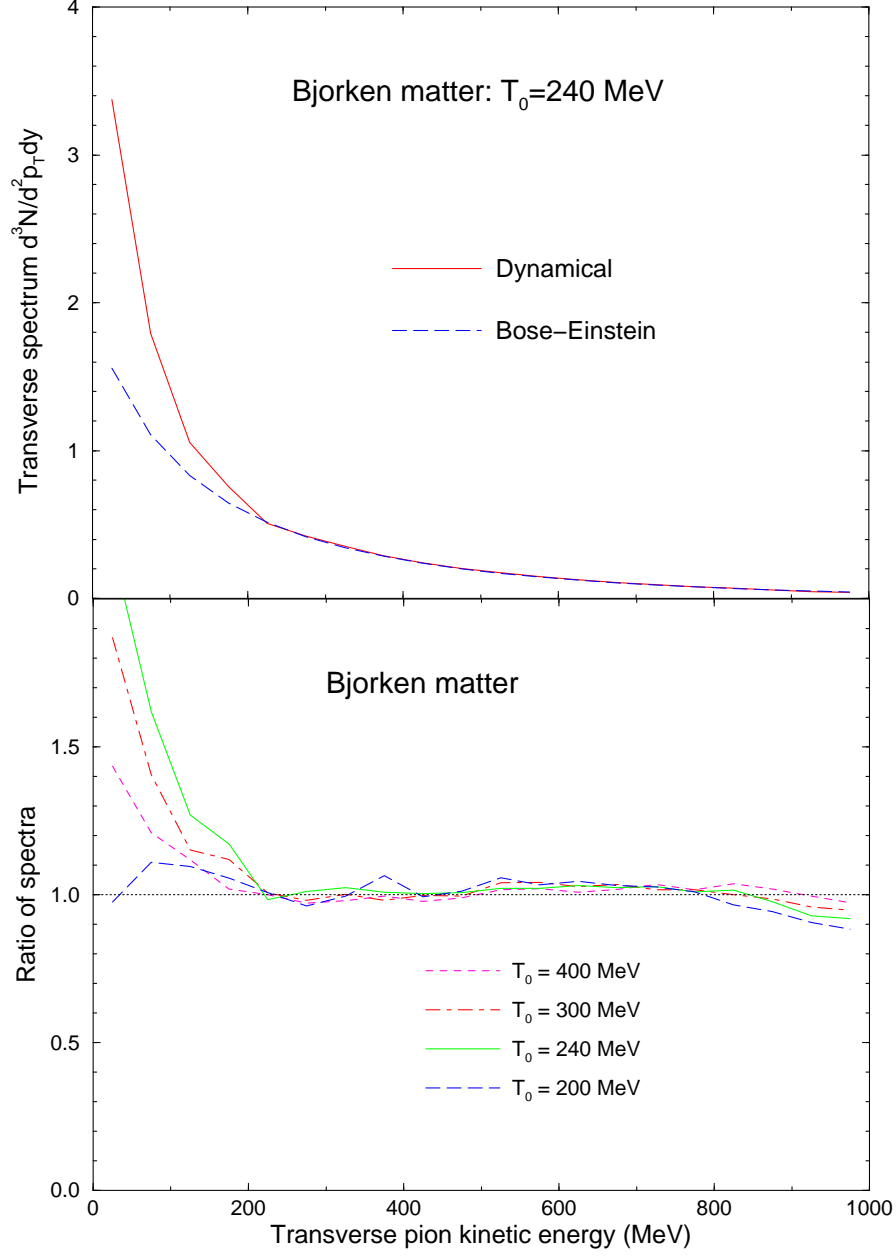 4
3
2
1
0
Transverse spectrum d³N/d²p_T dy
Bjorken matter: T₀=240 MeV
Dynamical
Bose−Einstein
1.5
1.0
0.5
0.0
Ratio of spectra
Bjorken matter
T₀ = 400 MeV
T₀ = 300 MeV
T₀ = 240 MeV
T₀ = 200 MeV
0 200 400 600 800 1000
Transverse pion kinetic energy (MeV)